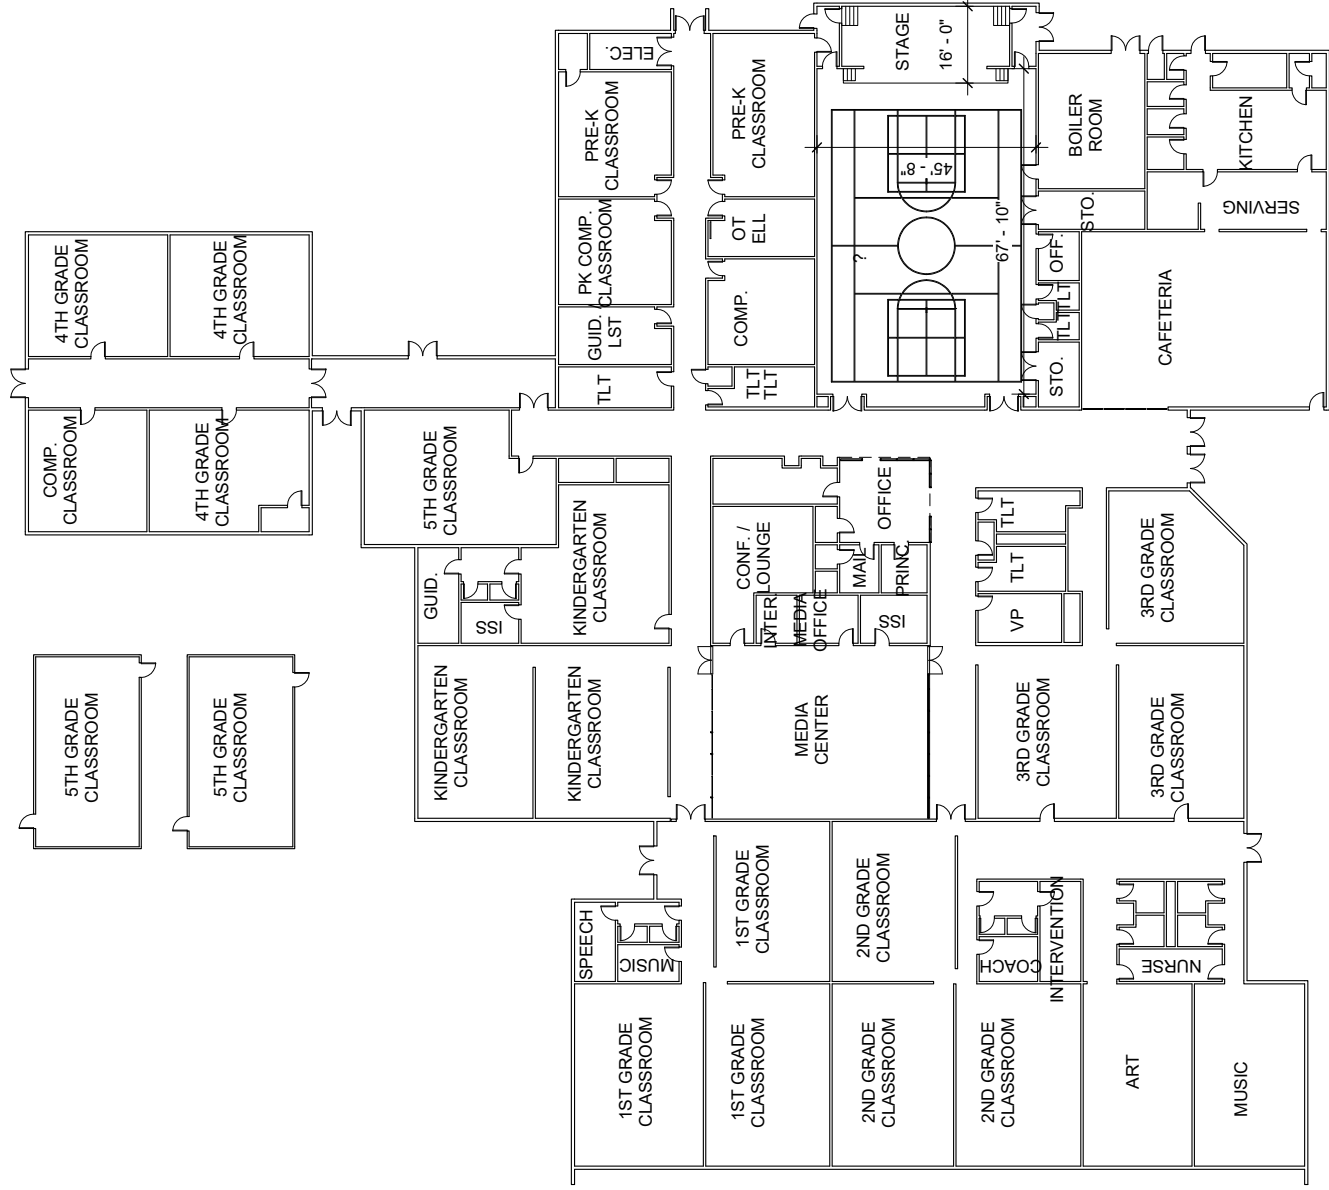 ELEC.
PRE-K
CLASSROOM
PRE-K
CLASSROOM
STAGE
16' - 0"
BOILER
ROOM
KITCHEN
SERVING
STO.
OFF.
TLT
TLT
STO.
CAFETERIA
45' - 8"
67' - 10"
?
PK COMP.
CLASSROOM
OT
ELL
GUID. /
LST
COMP.
TLT
TLT
TLT
4TH GRADE
CLASSROOM
4TH GRADE
CLASSROOM
COMP.
CLASSROOM
4TH GRADE
CLASSROOM
5TH GRADE
CLASSROOM
GUID.
ISS
KINDERGARTEN
CLASSROOM
CONF. /
LOUNGE
OFFICE
MAIL
PRINC.
INTER.
MEDIA
OFFICE
ISS
TLT
TLT
VP
3RD GRADE
CLASSROOM
5TH GRADE
CLASSROOM
5TH GRADE
CLASSROOM
KINDERGARTEN
CLASSROOM
KINDERGARTEN
CLASSROOM
MEDIA
CENTER
3RD GRADE
CLASSROOM
3RD GRADE
CLASSROOM
SPEECH
MUSIC
1ST GRADE
CLASSROOM
2ND GRADE
CLASSROOM
COACH
INTERVENTION
NURSE
1ST GRADE
CLASSROOM
1ST GRADE
CLASSROOM
2ND GRADE
CLASSROOM
2ND GRADE
CLASSROOM
ART
MUSIC